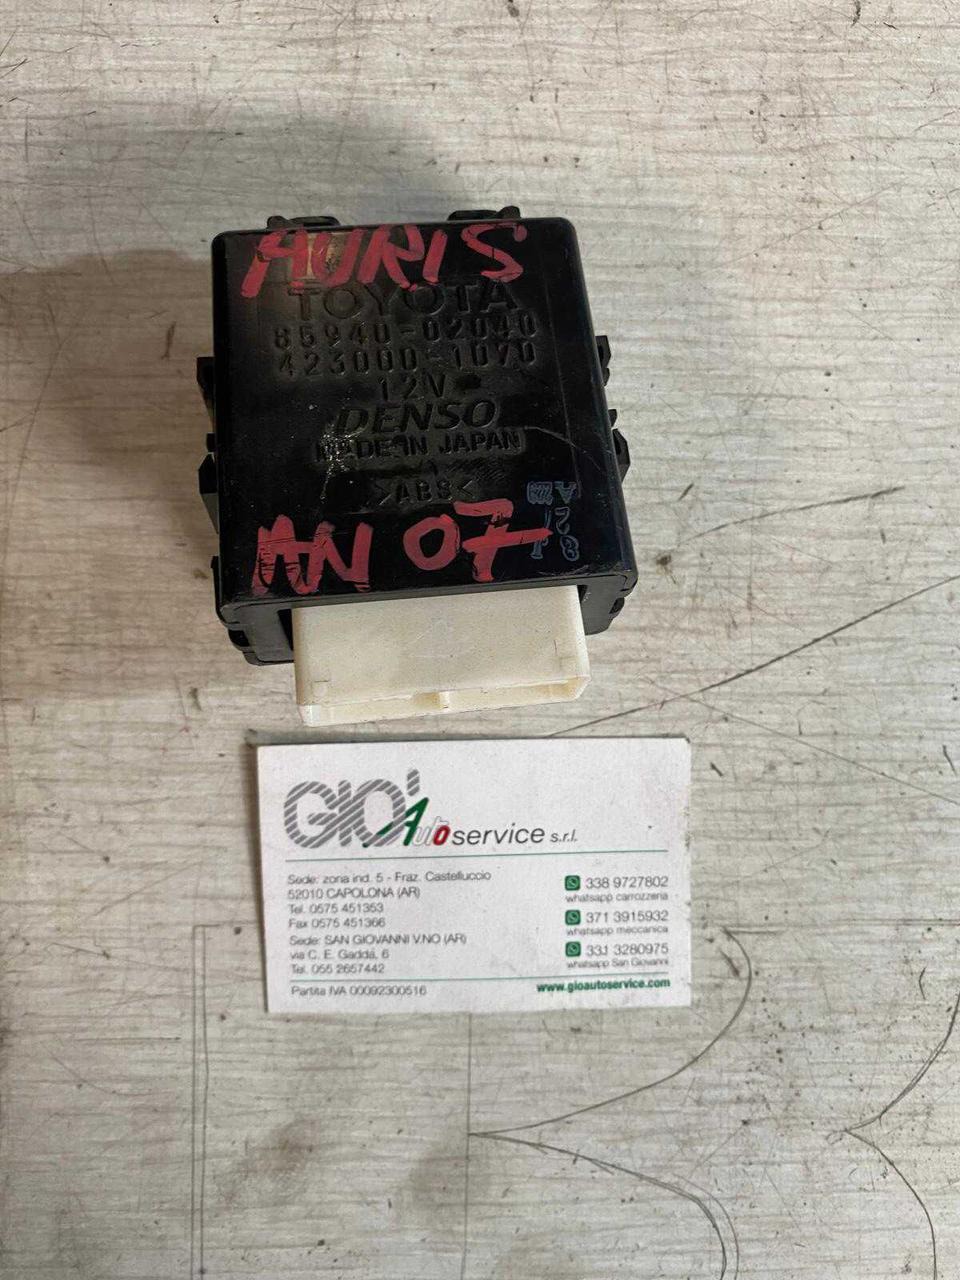 AURIS
TOYOTA
85940-02040
423000-1070
12V
DENSO
MADE IN JAPAN
>ABS<
AN 07
GIO' Autoservice s.r.l.
Sede: zona ind. 5 - Fraz. Castelluccio
52010 CAPOLONA (AR)
Tel. 0575 451353
Fax 0575 451366
Sede: SAN GIOVANNI V.NO (AR)
via C. E. Gadda, 6
Tel. 055 2657442
Partita IVA 00092300516
338 9727802
whatsapp carrozzeria
371 3915932
whatsapp meccanica
331 3280975
whatsapp San Giovanni
www.gioautoservice.com